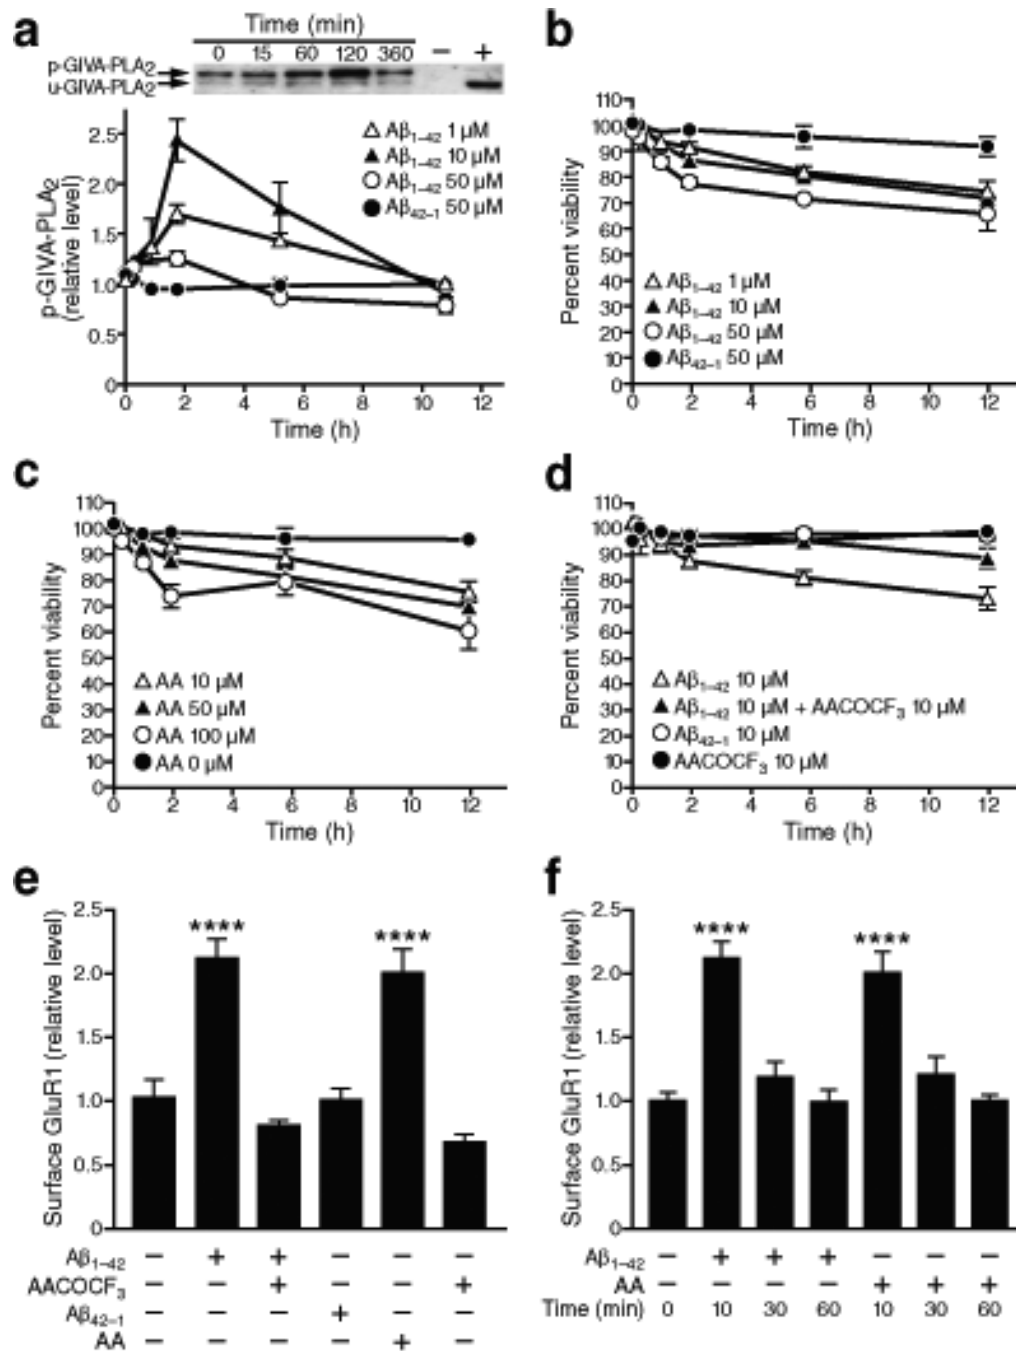 a
Time (min)
0 15 60 120 360 − +
p-GIVA-PLA₂
u-GIVA-PLA₂
p-GIVA-PLA₂
(relative level)
2.5
2.0
1.5
1.0
0.5
0
Aβ₁₋₄₂ 1 µM
Aβ₁₋₄₂ 10 µM
Aβ₁₋₄₂ 50 µM
Aβ₄₂₋₁ 50 µM
0 2 4 6 8 10 12
Time (h)
b
Percent viability
110
100
90
80
70
60
50
40
30
20
10
0
Aβ₁₋₄₂ 1 µM
Aβ₁₋₄₂ 10 µM
Aβ₁₋₄₂ 50 µM
Aβ₄₂₋₁ 50 µM
0 2 4 6 8 10 12
Time (h)
c
Percent viability
110
100
90
80
70
60
50
40
30
20
10
0
AA 10 µM
AA 50 µM
AA 100 µM
AA 0 µM
0 2 4 6 8 10 12
Time (h)
d
Percent viability
110
100
90
80
70
60
50
40
30
20
10
0
Aβ₁₋₄₂ 10 µM
Aβ₁₋₄₂ 10 µM + AACOCF₃ 10 µM
Aβ₄₂₋₁ 10 µM
AACOCF₃ 10 µM
0 2 4 6 8 10 12
Time (h)
e
Surface GluR1 (relative level)
2.5
2.0
1.5
1.0
0.5
0
****
****
Aβ₁₋₄₂ − + + − − −
AACOCF₃ − − + − − +
Aβ₄₂₋₁ − − − + − −
AA − − − − + −
f
Surface GluR1 (relative level)
2.5
2.0
1.5
1.0
0.5
0
****
****
Aβ₁₋₄₂ − + + + − − −
AA − − − − + + +
Time (min) 0 10 30 60 10 30 60